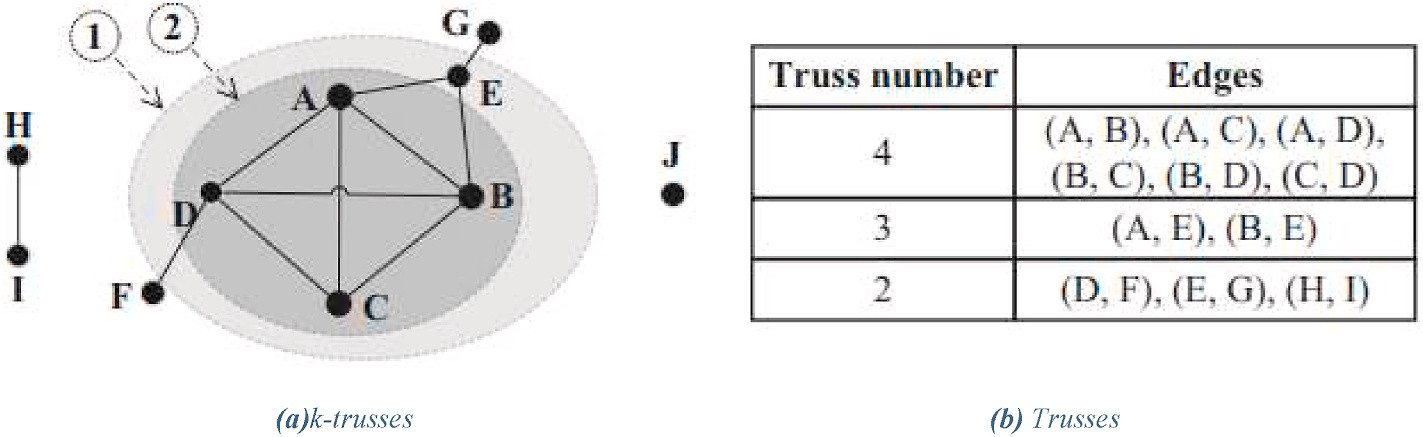 1
2
G
E
A
H
D
B
J
I
F
C
Truss number Edges
4 (A, B), (A, C), (A, D),
(B, C), (B, D), (C, D)
3 (A, E), (B, E)
2 (D, F), (E, G), (H, I)
(a)k-trusses
(b) Trusses